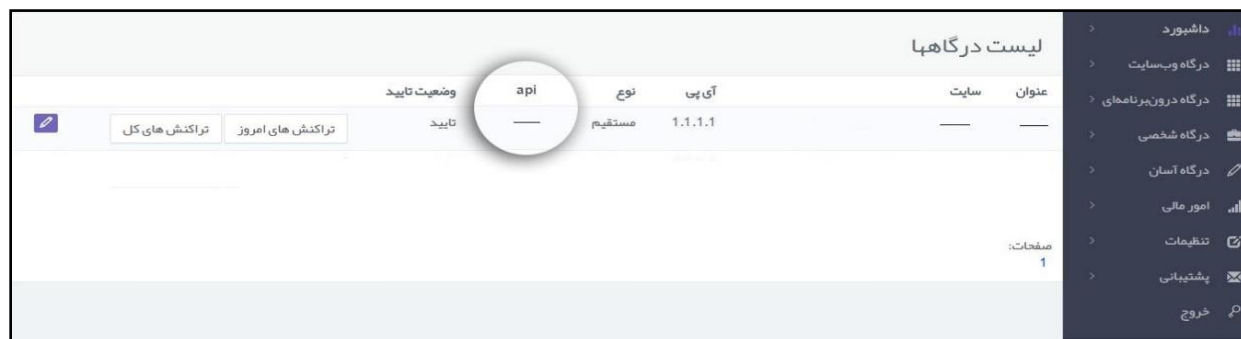 داشبورد
درگاه وب‌سایت
درگاه درون‌برنامه‌ای
درگاه شخصی
درگاه آسان
امور مالی
تنظیمات
پشتیبانی
خروج
لیست درگاهها
عنوان سایت آی پی نوع api وضعیت تایید
1.1.1.1 مستقیم تایید تراکنش های امروز تراکنش های کل
صفحات:
1